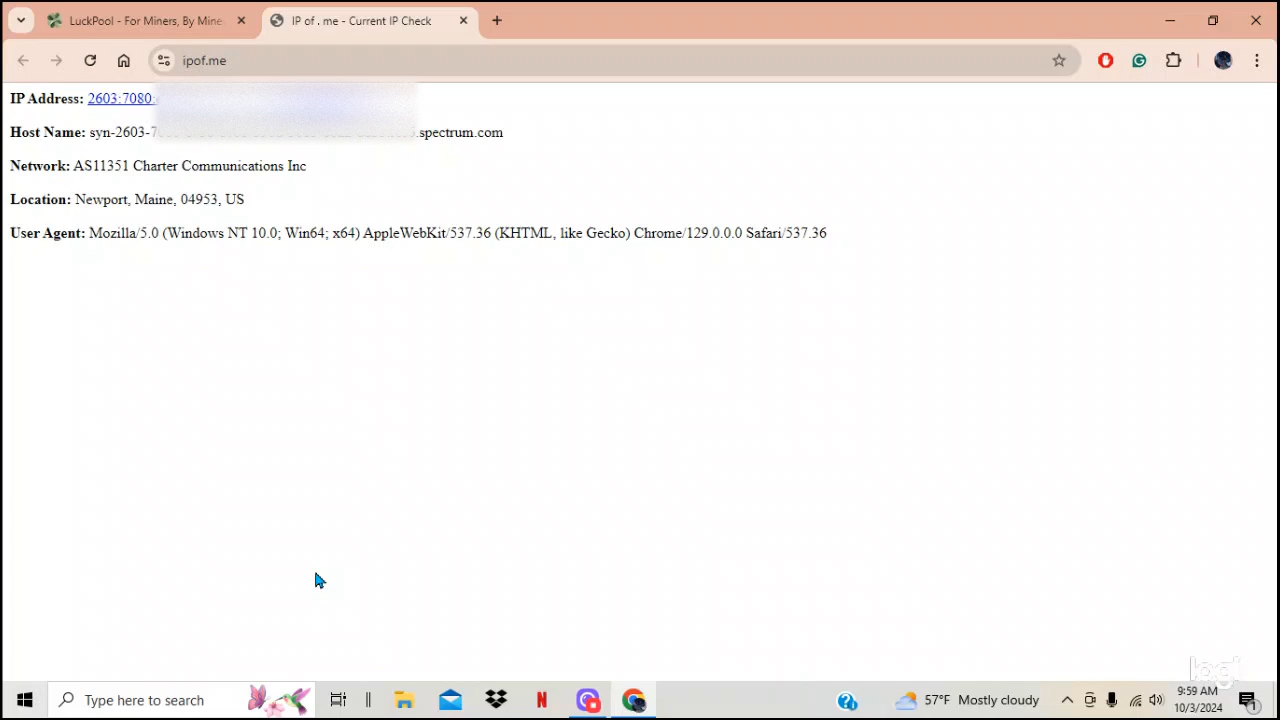 LuckPool - For Miners, By Mine
IP of . me - Current IP Check
ipof.me
IP Address: 2603:7080:
Host Name: syn-2603-7 .spectrum.com
Network: AS11351 Charter Communications Inc
Location: Newport, Maine, 04953, US
User Agent: Mozilla/5.0 (Windows NT 10.0; Win64; x64) AppleWebKit/537.36 (KHTML, like Gecko) Chrome/129.0.0.0 Safari/537.36
Type here to search
57°F Mostly cloudy
9:59 AM
10/3/2024
1